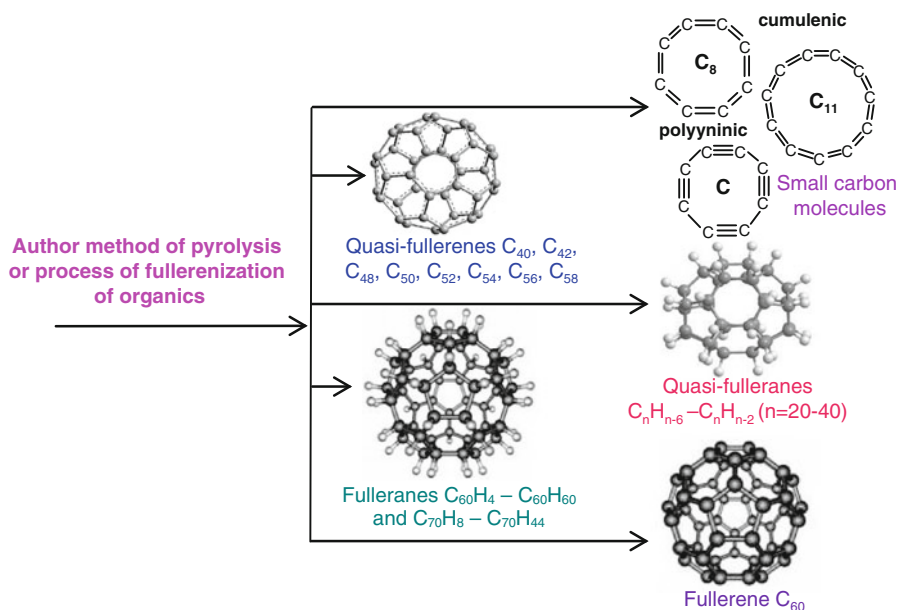 cumulenic
C₈
C₁₁
polyyninic
C
Small carbon
molecules
Author method of pyrolysis
or process of fullerenization
of organics
Quasi-fullerenes C₄₀, C₄₂,
C₄₈, C₅₀, C₅₂, C₅₄, C₅₆, C₅₈
Quasi-fulleranes
CₙHₙ₋₆ –CₙHₙ₋₂ (n=20-40)
Fulleranes C₆₀H₄ – C₆₀H₆₀
and C₇₀H₈ – C₇₀H₄₄
Fullerene C₆₀